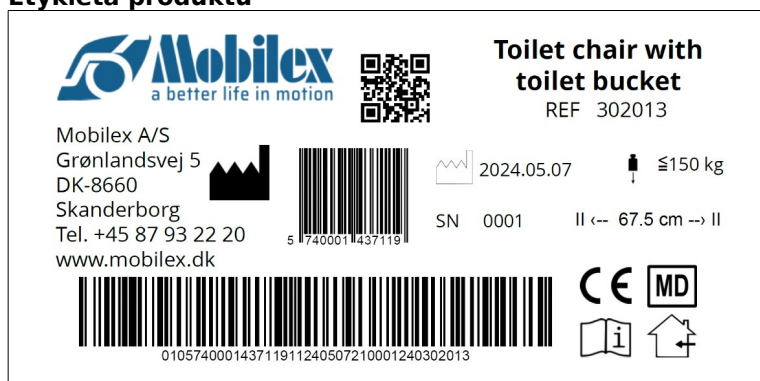 Etykieta produktu
Mobilex
a better life in motion
Toilet chair with
toilet bucket
REF 302013
Mobilex A/S
Grønlandsvej 5
DK-8660
Skanderborg
Tel. +45 87 93 22 20
www.mobilex.dk
5 740001 437119
2024.05.07
≦150 kg
SN 0001
II ‹-- 67.5 cm --› II
010574000143711911240507210001240302013
CE MD
i